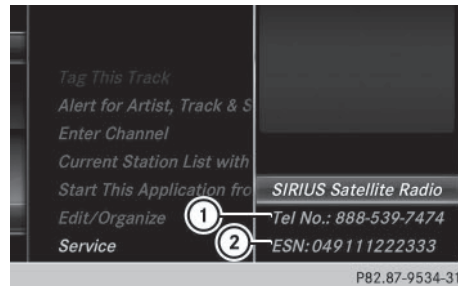 Tag This Track
Alert for Artist, Track & S
Enter Channel
Current Station List with
Start This Application fro
Edit/Organize
Service
SIRIUS Satellite Radio
1
Tel No.: 888-539-7474
2
ESN: 049111222333
P82.87-9534-31